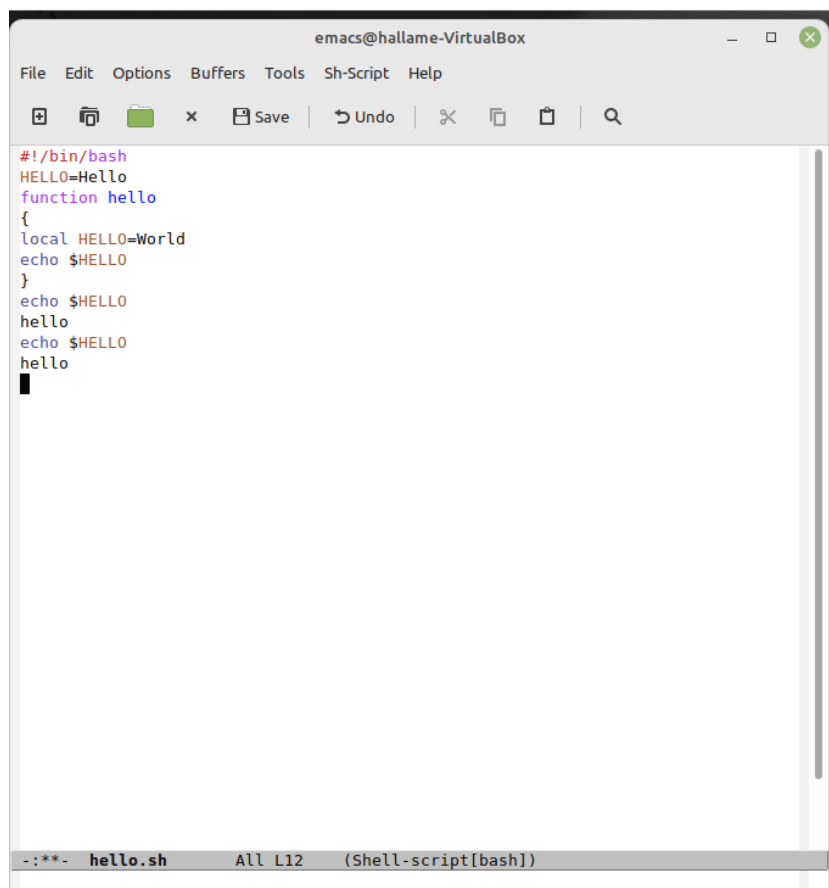 emacs@hallame-VirtualBox
File Edit Options Buffers Tools Sh-Script Help
Save Undo
#!/bin/bash
HELLO=Hello
function hello
{
local HELLO=World
echo $HELLO
}
echo $HELLO
hello
echo $HELLO
hello
-:**- hello.sh All L12 (Shell-script[bash])